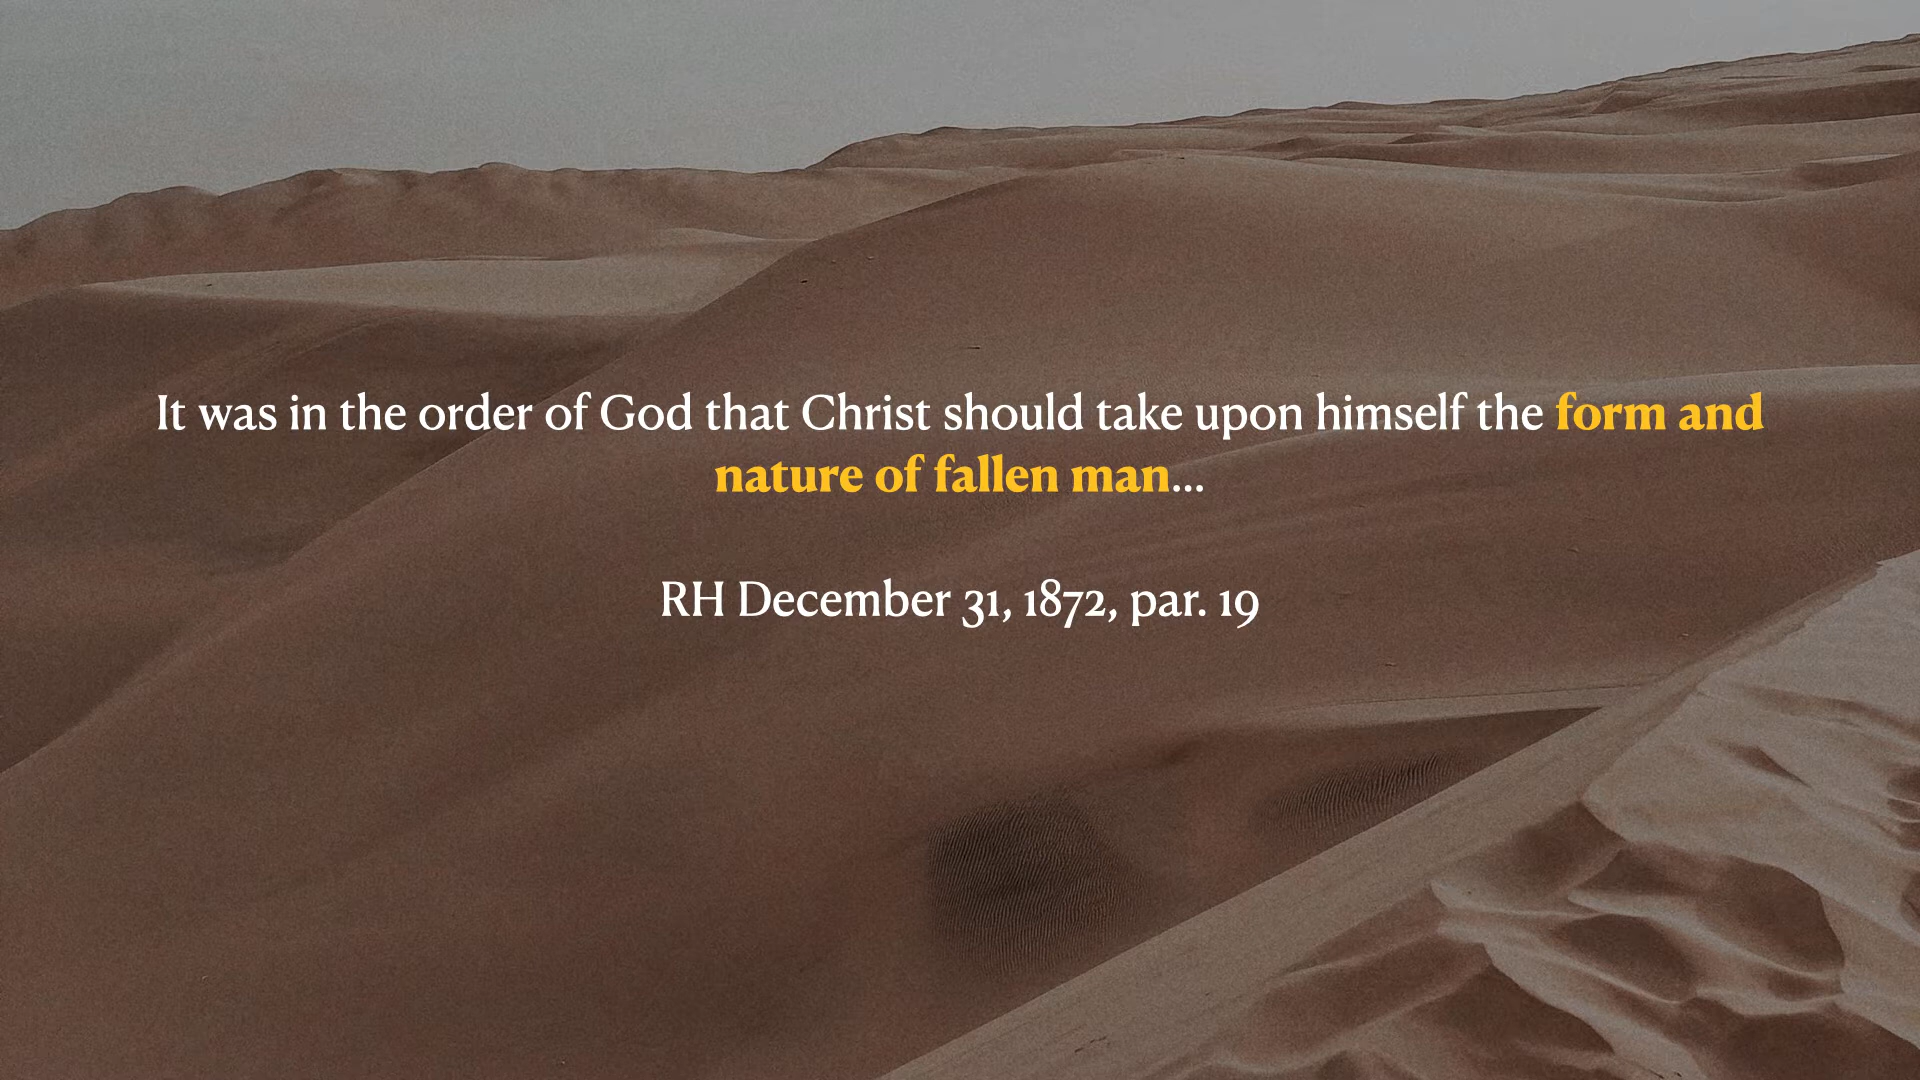 It was in the order of God that Christ should take upon himself the form and
nature of fallen man...
RH December 31, 1872, par. 19